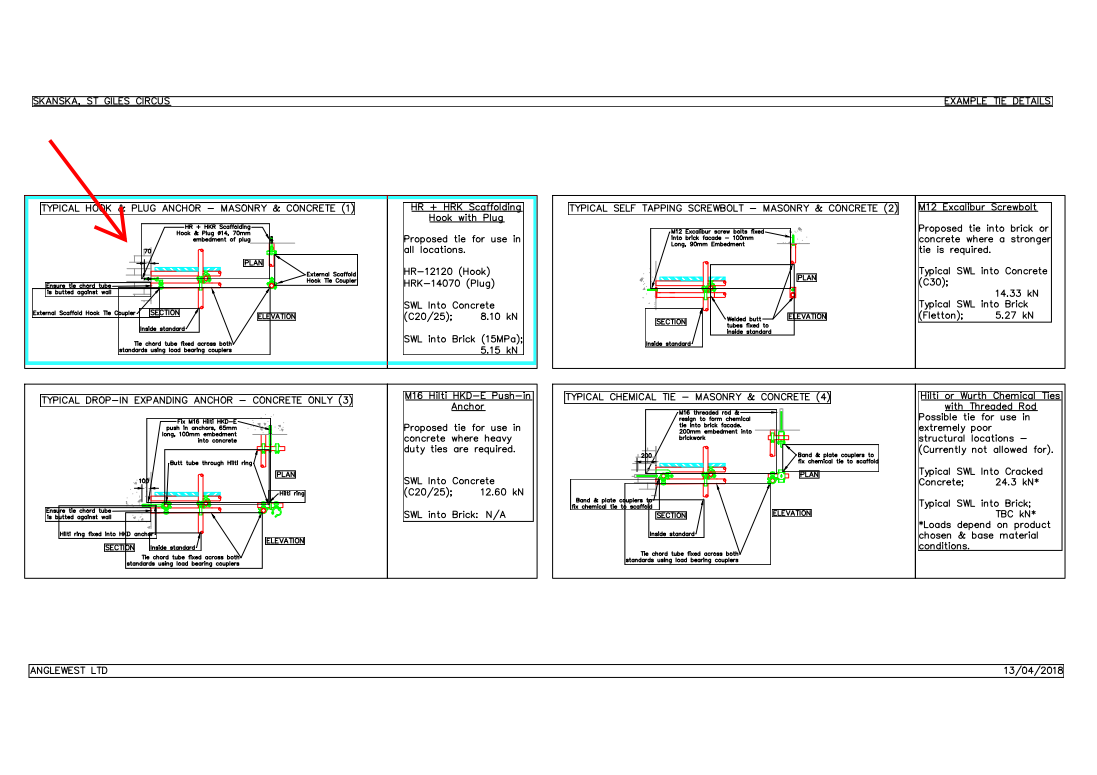 SKANSKA, ST GILES CIRCUS
EXAMPLE TIE DETAILS
TYPICAL HOOK & PLUG ANCHOR – MASONRY & CONCRETE (1)
HR + HKR Scaffolding
Hook & Plug Ø14, 70mm
embedment of plug
70
PLAN
External Scaffold
Hook Tie Coupler
Ensure tie chord tube
is butted against wall
External Scaffold Hook Tie Coupler
SECTION
ELEVATION
Inside standard
Tie chord tube fixed across both
standards using load bearing couplers
HR + HRK Scaffolding
Hook with Plug
Proposed tie for use in
all locations.
HR–12120 (Hook)
HRK–14070 (Plug)
SWL Into Concrete
(C20/25); 8.10 kN
SWL into Brick (15MPa);
5.15 kN
TYPICAL SELF TAPPING SCREWBOLT – MASONRY & CONCRETE (2)
M12 Excalibur screw bolts fixed
into brick facade – 100mm
Long, 90mm Embedment
PLAN
SECTION
ELEVATION
Welded butt
tubes fixed to
inside standard
Inside standard
M12 Excalibur Screwbolt
Proposed tie into brick or
concrete where a stronger
tie is required.
Typical SWL into Concrete
(C30);
14.33 kN
Typical SWL into Brick
(Fletton); 5.27 kN
TYPICAL DROP–IN EXPANDING ANCHOR – CONCRETE ONLY (3)
Fix M16 Hilti HKD–E
push in anchors, 65mm
long, 100mm embedment
into concrete
Butt tube through Hilti ring
100
PLAN
Hilti ring
Ensure tie chord tube
is butted against wall
Hilti ring fixed into HKD anchor
SECTION
Inside standard
ELEVATION
Tie chord tube fixed across both
standards using load bearing couplers
M16 Hilti HKD–E Push–in
Anchor
Proposed tie for use in
concrete where heavy
duty ties are required.
SWL into Concrete
(C20/25); 12.60 kN
SWL into Brick: N/A
TYPICAL CHEMICAL TIE – MASONRY & CONCRETE (4)
M16 threaded rod &
resign to form chemical
tie into brick facade.
200mm embedment into
brickwork
200
Band & plate couplers to
fix chemical tie to scaffold
PLAN
Band & plate couplers to
fix chemical tie to scaffold
SECTION
ELEVATION
Inside standard
Tie chord tube fixed across both
standards using load bearing couplers
Hilti or Wurth Chemical Ties
with Threaded Rod
Possible tie for use in
extremely poor
structural locations –
(Currently not allowed for).
Typical SWL Into Cracked
Concrete; 24.3 kN*
Typical SWL into Brick;
TBC kN*
*Loads depend on product
chosen & base material
conditions.
ANGLEWEST LTD
13/04/2018